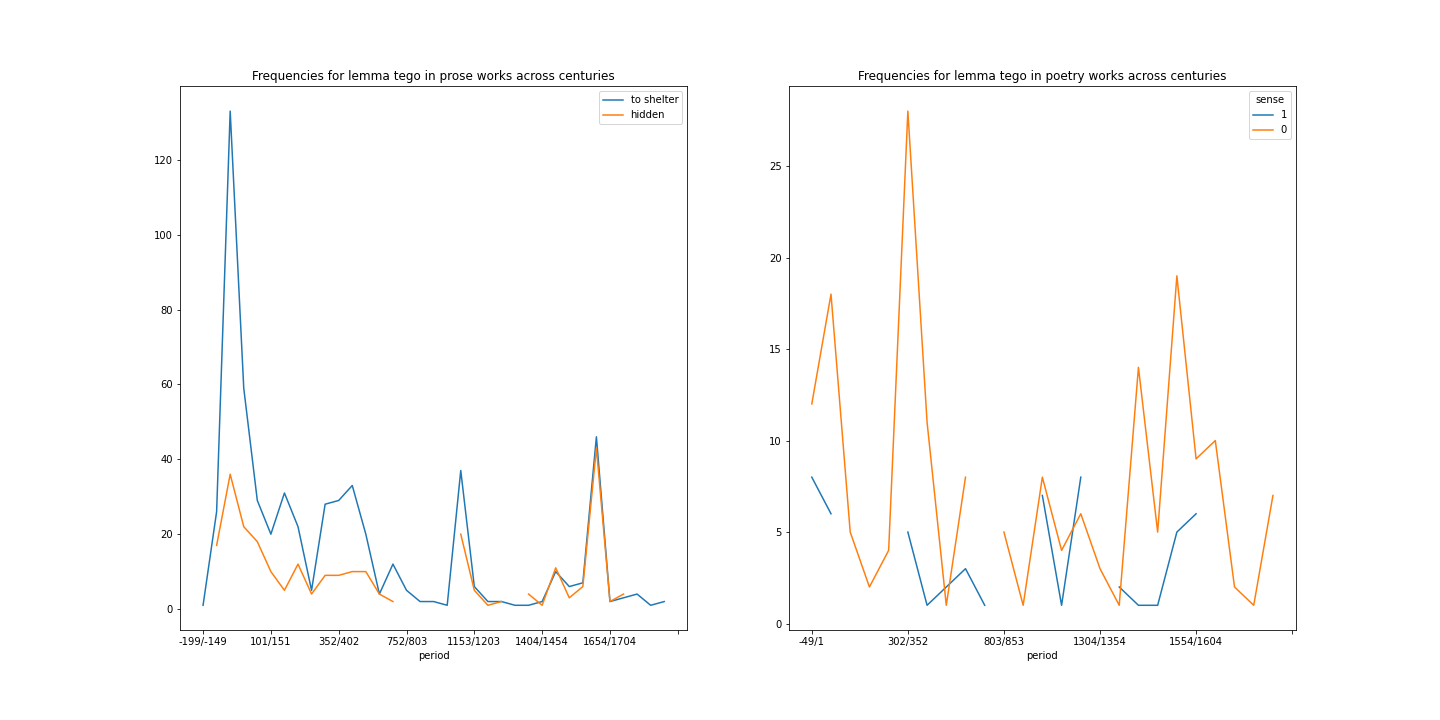 Frequencies for lemma tego in prose works across centuries
to shelter
hidden
120
100
80
60
40
20
0
-199/-149 101/151 352/402 752/803 1153/1203 1404/1454 1654/1704
period
Frequencies for lemma tego in poetry works across centuries
sense
1
0
25
20
15
10
5
0
-49/1 302/352 803/853 1304/1354 1554/1604
period